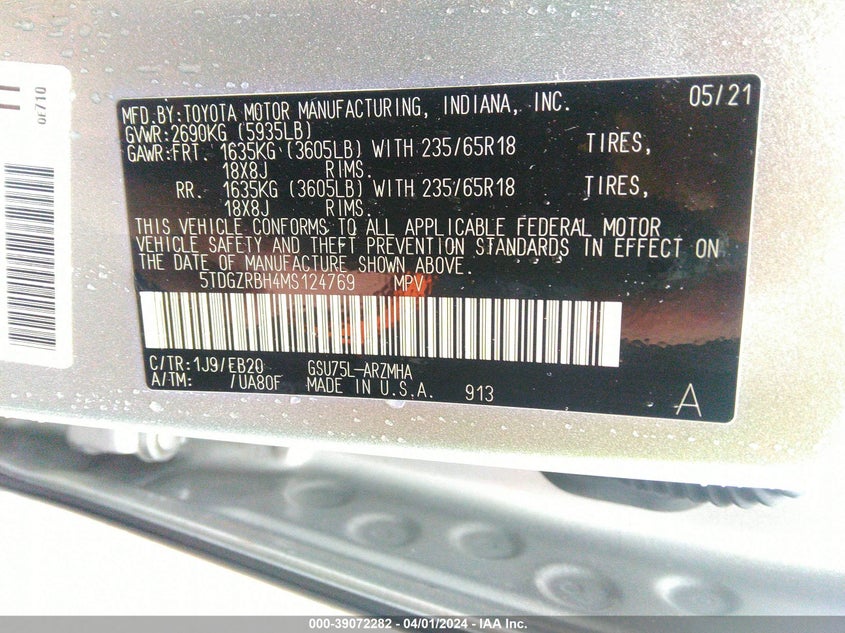 MFD.BY:TOYOTA MOTOR MANUFACTURING, INDIANA, INC. 05/21
GVWR:2690KG (5935LB)
GAWR:FRT. 1635KG (3605LB) WITH 235/65R18 TIRES,
18X8J RIMS.
RR. 1635KG (3605LB) WITH 235/65R18 TIRES,
18X8J RIMS.
THIS VEHICLE CONFORMS TO ALL APPLICABLE FEDERAL MOTOR
VEHICLE SAFETY AND THEFT PREVENTION STANDARDS IN EFFECT ON
THE DATE OF MANUFACTURE SHOWN ABOVE.
5TDGZRBH4MS124769 MPV
C/TR:1J9/EB20 GSU75L-ARZMHA
A/TM: /UA80F MADE IN U.S.A. 913 A
000-39072282 - 04/01/2024 - IAA Inc.